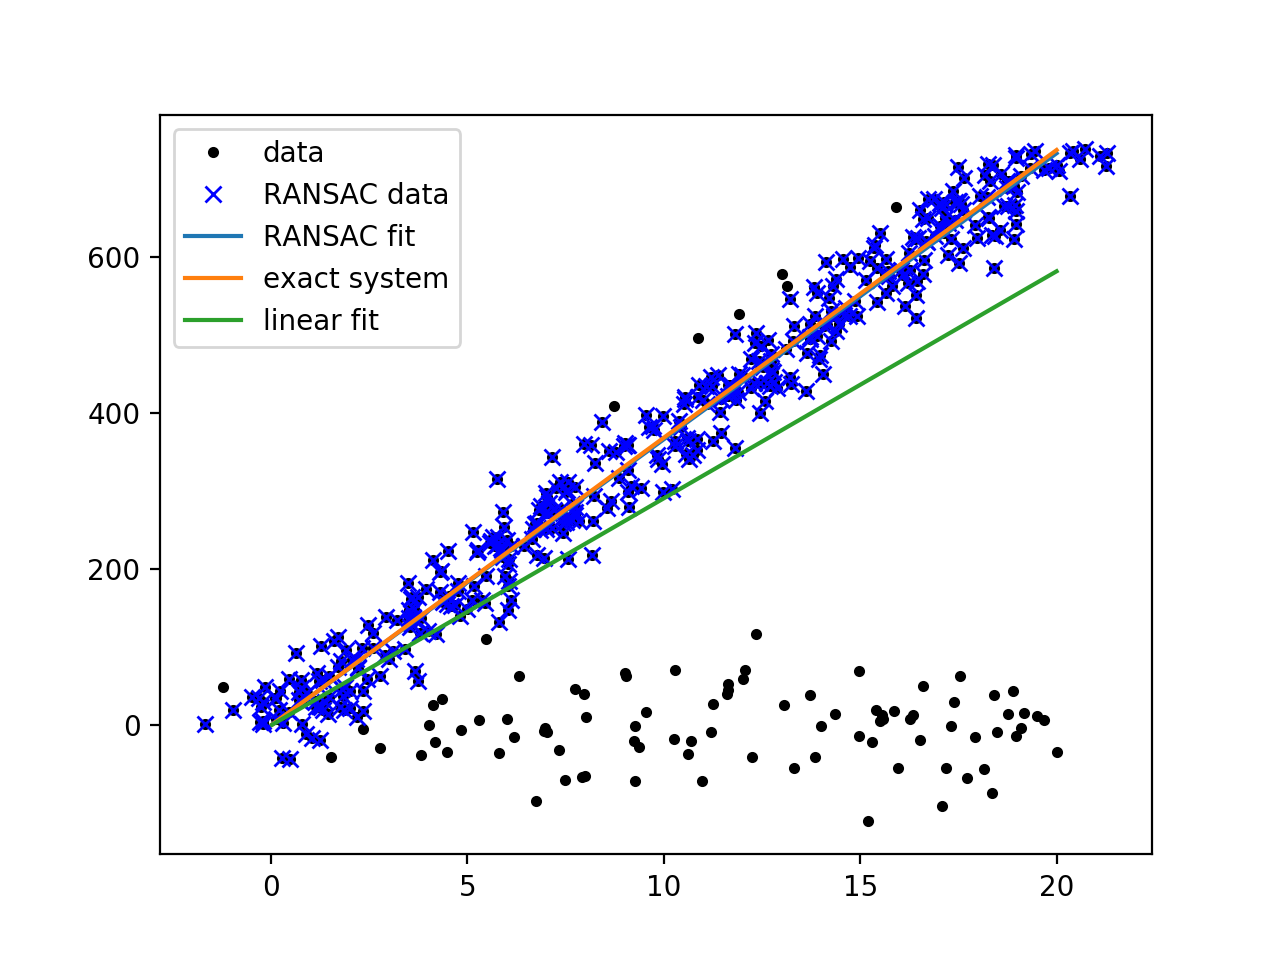 data
RANSAC data
RANSAC fit
exact system
linear fit
600
400
200
0
0 5 10 15 20